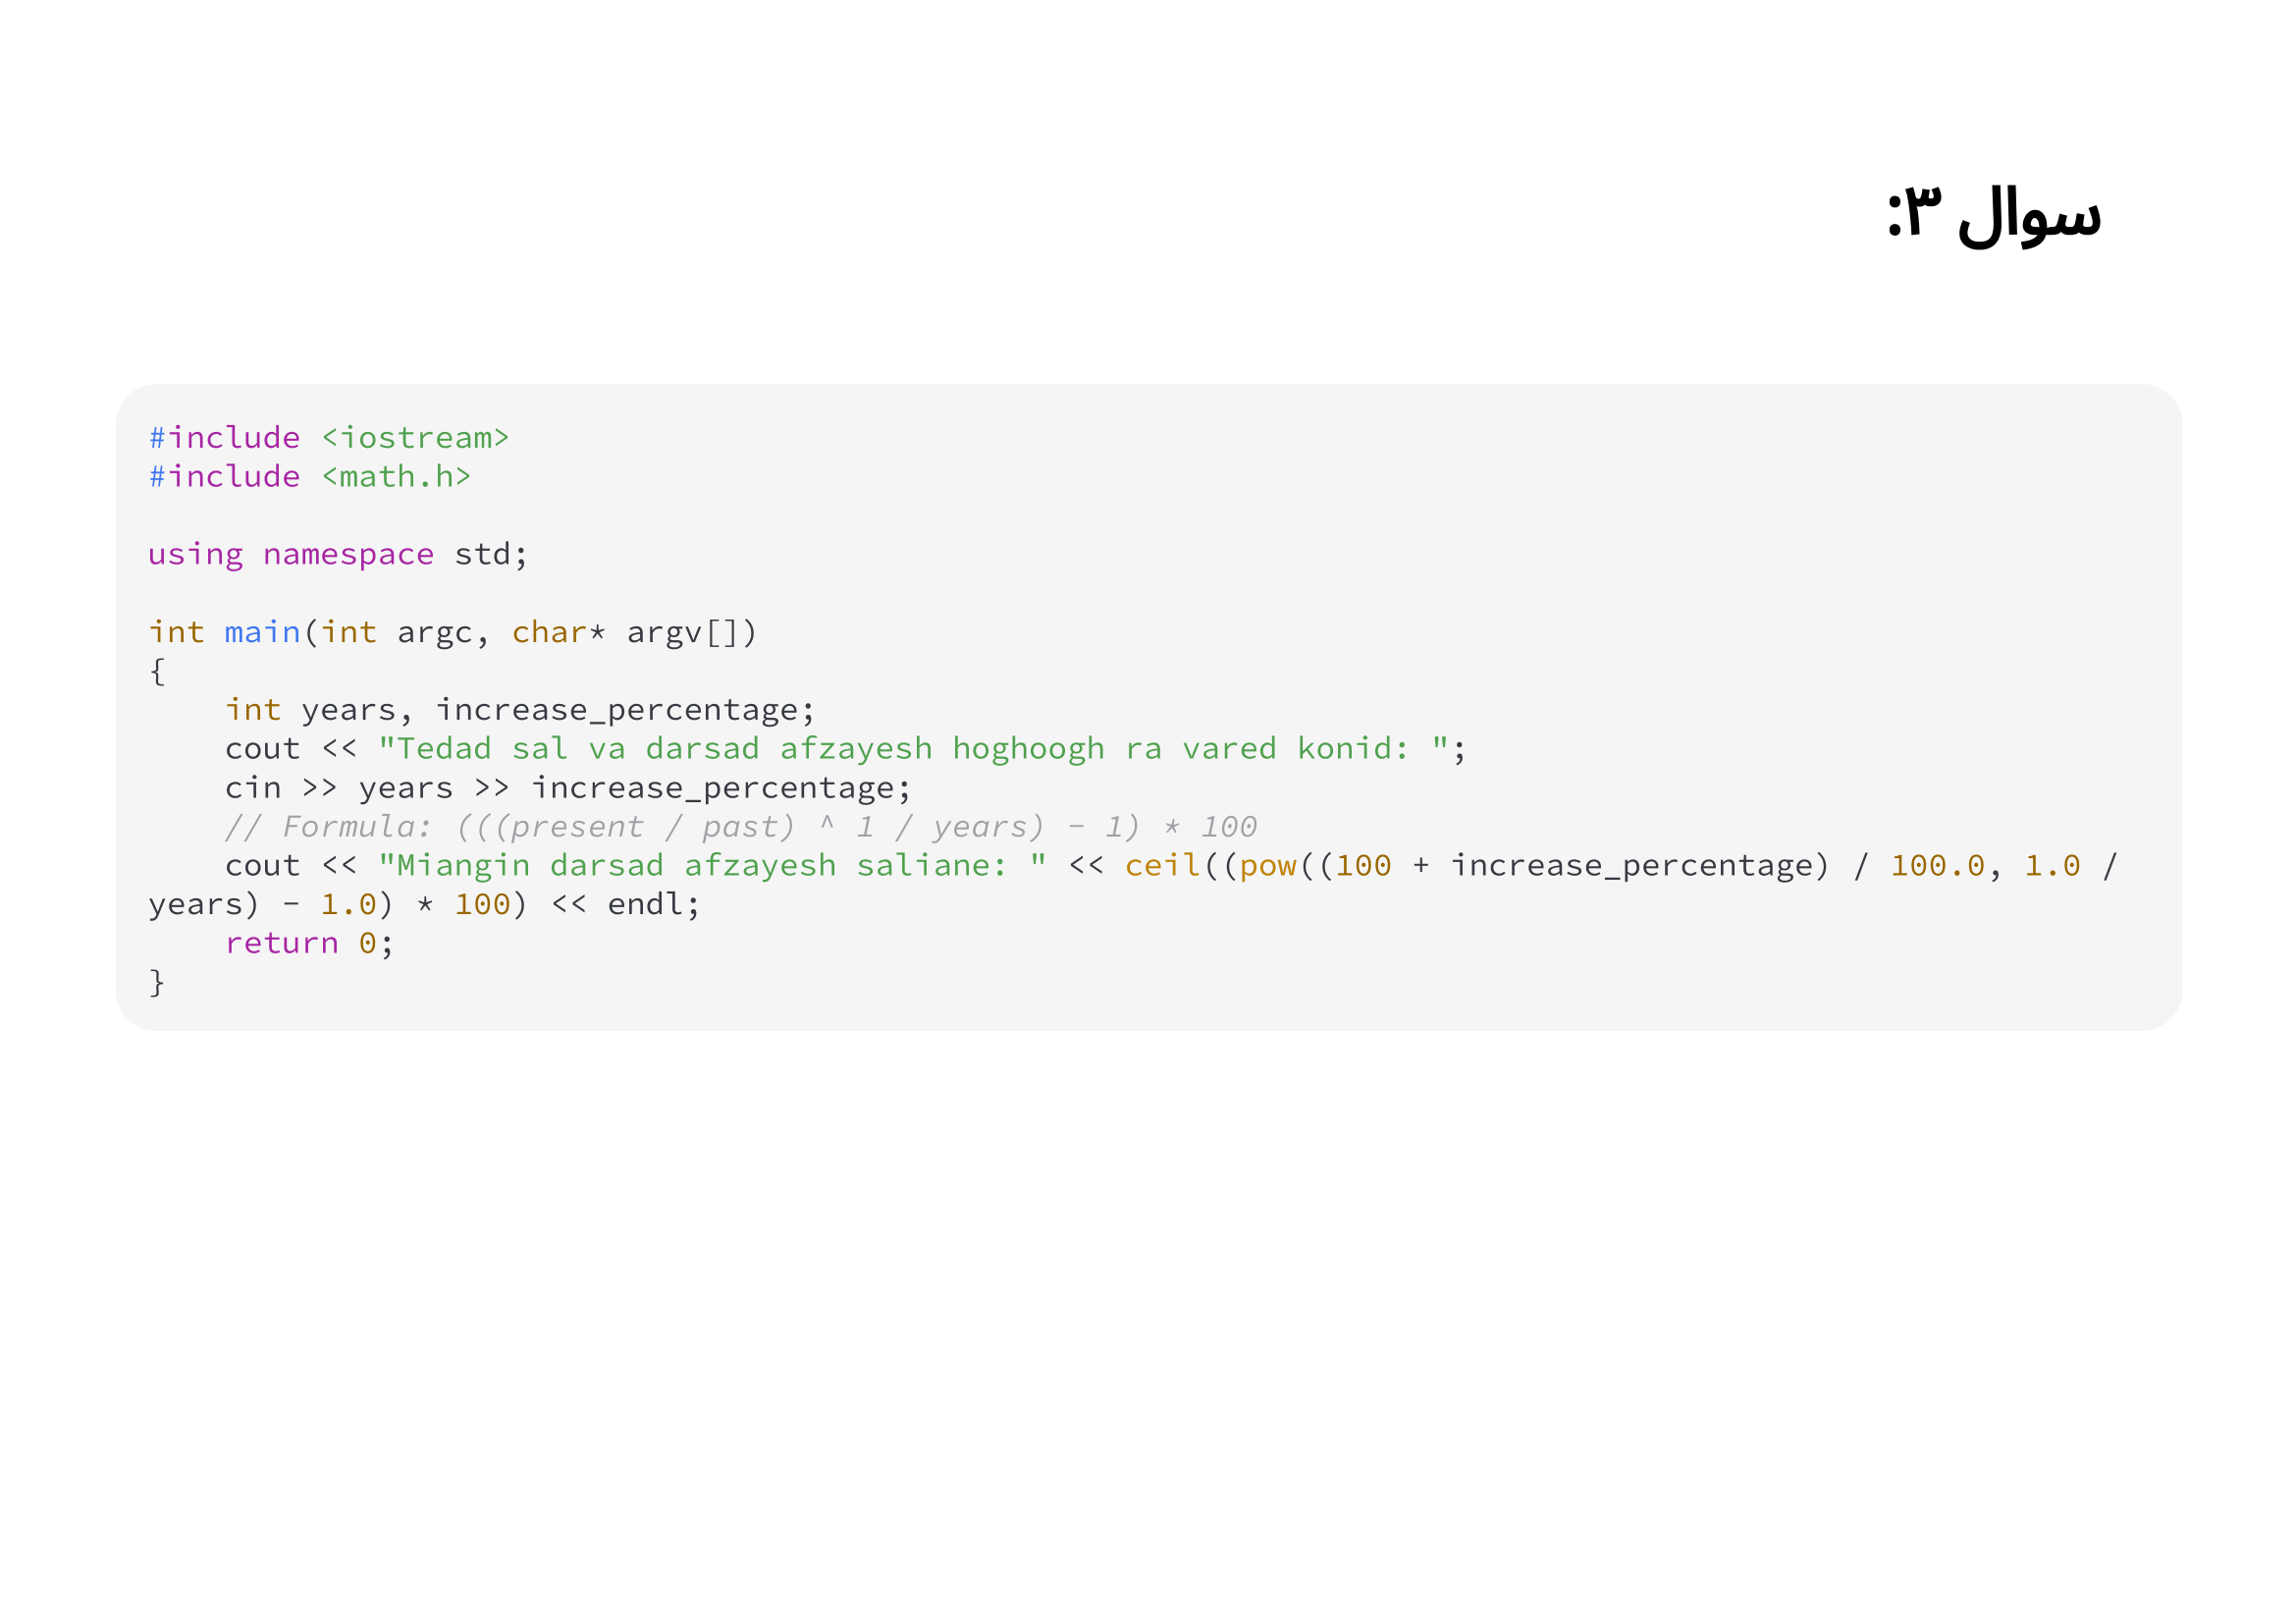 سوال ۳:
#include <iostream>
#include <math.h>
using namespace std;
int main(int argc, char* argv[])
{
    int years, increase_percentage;
    cout << "Tedad sal va darsad afzayesh hoghoogh ra vared konid: ";
    cin >> years >> increase_percentage;
    // Formula: (((present / past) ^ 1 / years) - 1) * 100
    cout << "Miangin darsad afzayesh saliane: " << ceil((pow((100 + increase_percentage) / 100.0, 1.0 /
years) - 1.0) * 100) << endl;
    return 0;
}